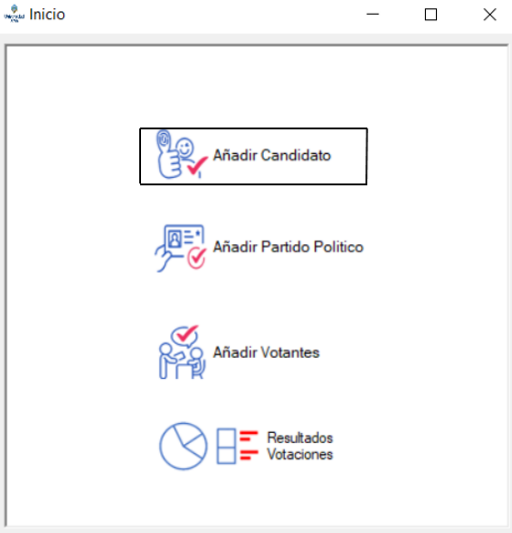 Inicio
Añadir Candidato
Añadir Partido Politico
Añadir Votantes
Resultados
Votaciones